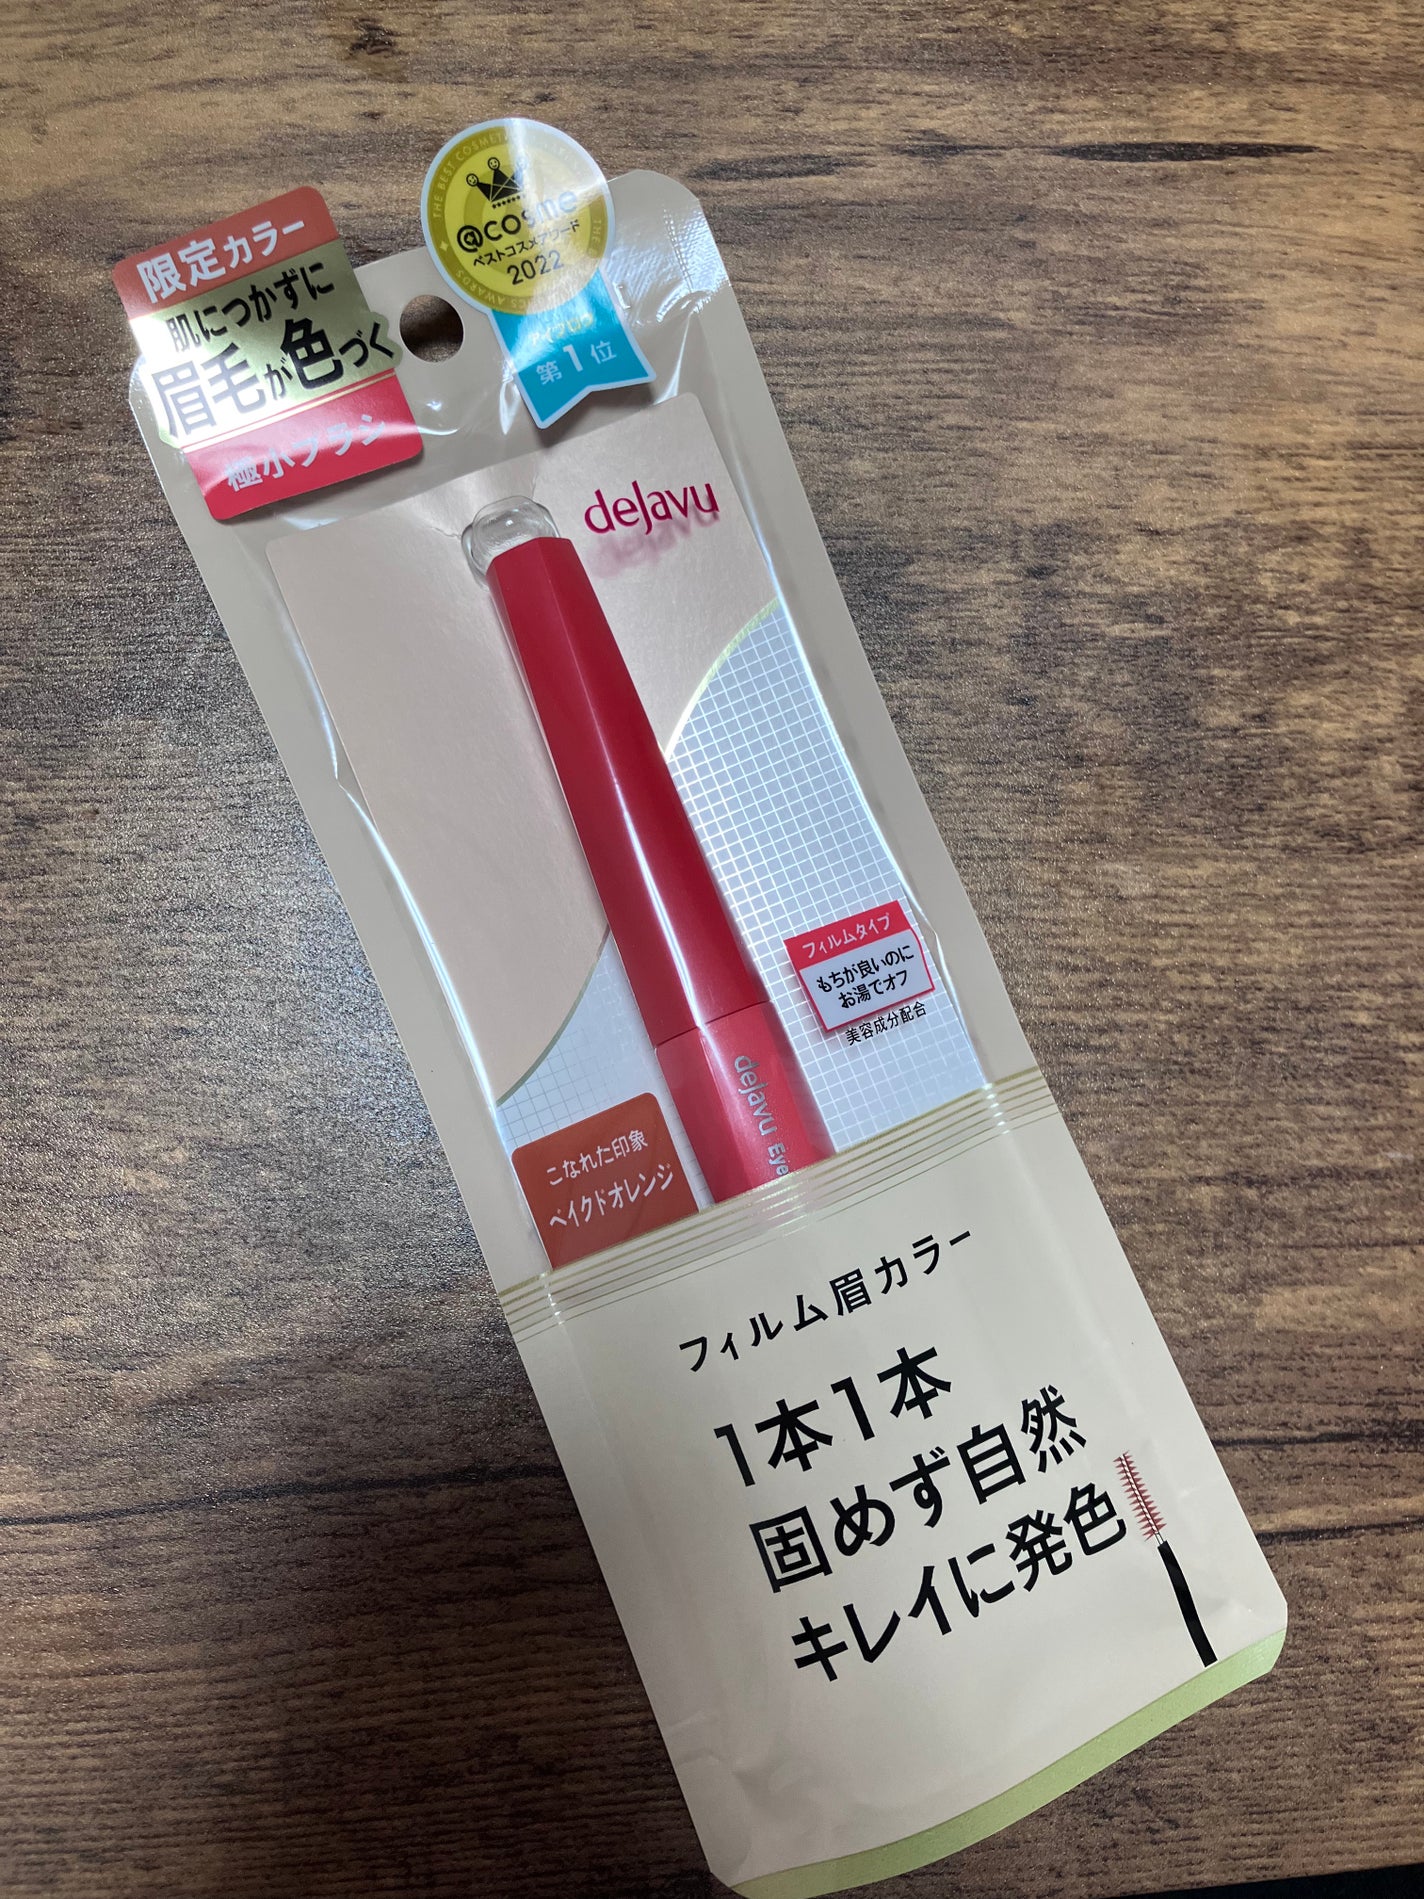 限定カラー
肌につかずに
眉毛が色づく
極小ブラシ
@cosme
ベストコスメアワード
2022
第1位
dejavu
フィルムタイプ
もちが良いのに
お湯でオフ
美容成分配合
dejavu Eye
こなれた印象
ベイクドオレンジ
フィルム眉カラー
1本1本
固めず自然
キレイに発色